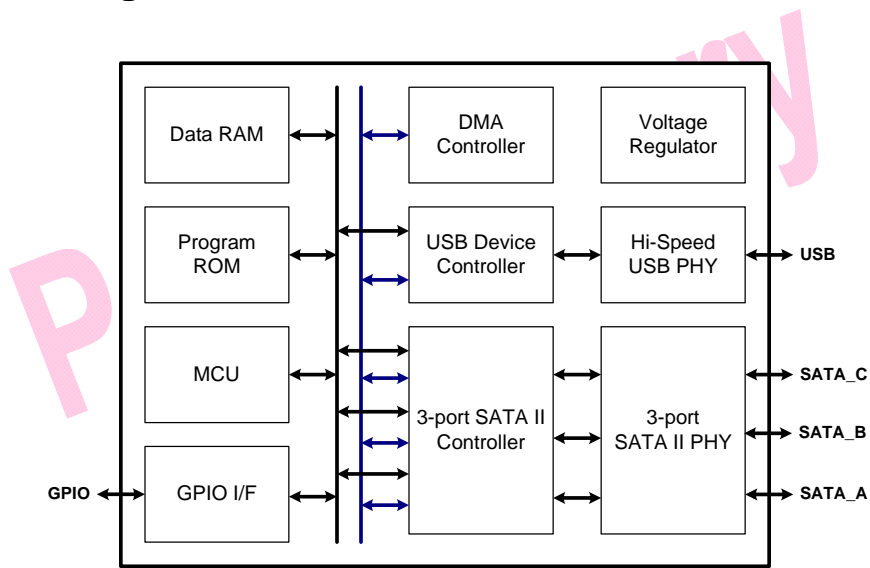 Data RAM
DMA
Controller
Voltage
Regulator
Program
ROM
USB Device
Controller
Hi-Speed
USB PHY
USB
MCU
3-port SATA II
Controller
3-port
SATA II PHY
SATA_C
SATA_B
SATA_A
GPIO
GPIO I/F